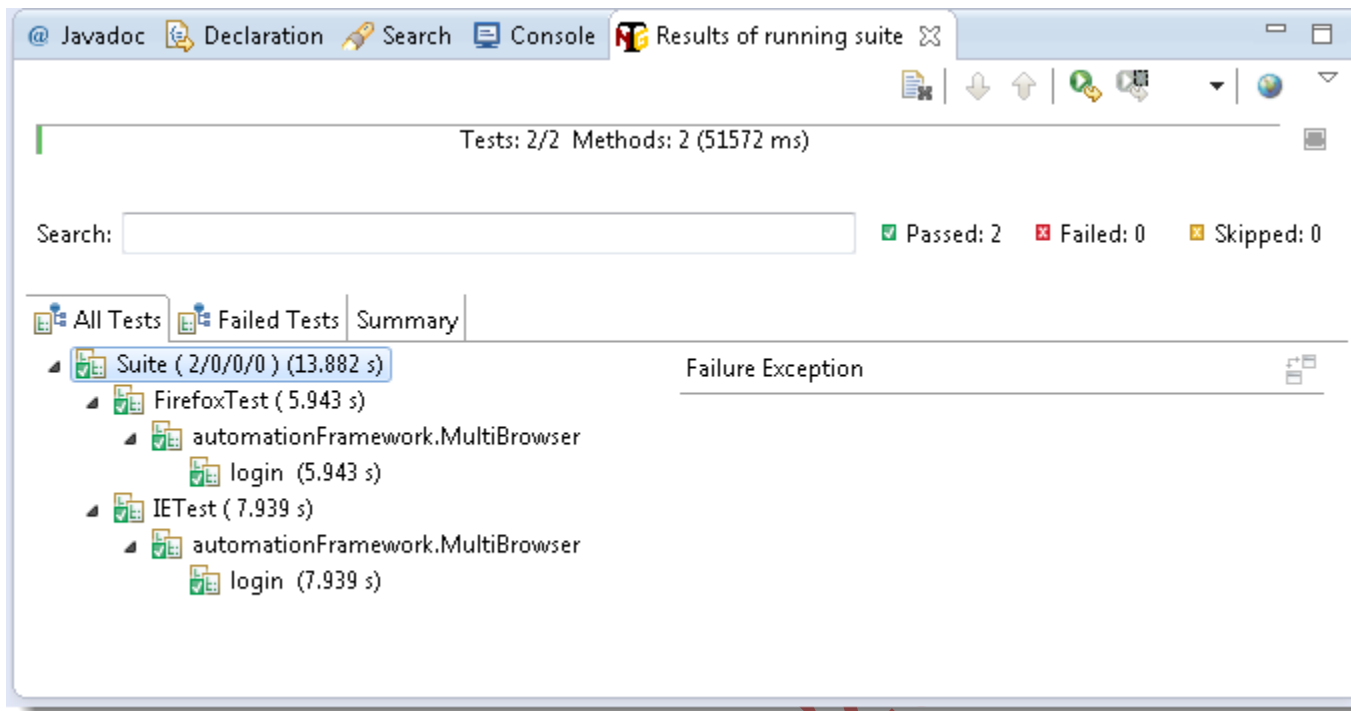 @ Javadoc Declaration Search Console Results of running suite
Tests: 2/2 Methods: 2 (51572 ms)
Search: Passed: 2 Failed: 0 Skipped: 0
All Tests Failed Tests Summary
Suite ( 2/0/0/0 ) (13.882 s) Failure Exception
FirefoxTest ( 5.943 s)
automationFramework.MultiBrowser
login (5.943 s)
IETest ( 7.939 s)
automationFramework.MultiBrowser
login (7.939 s)